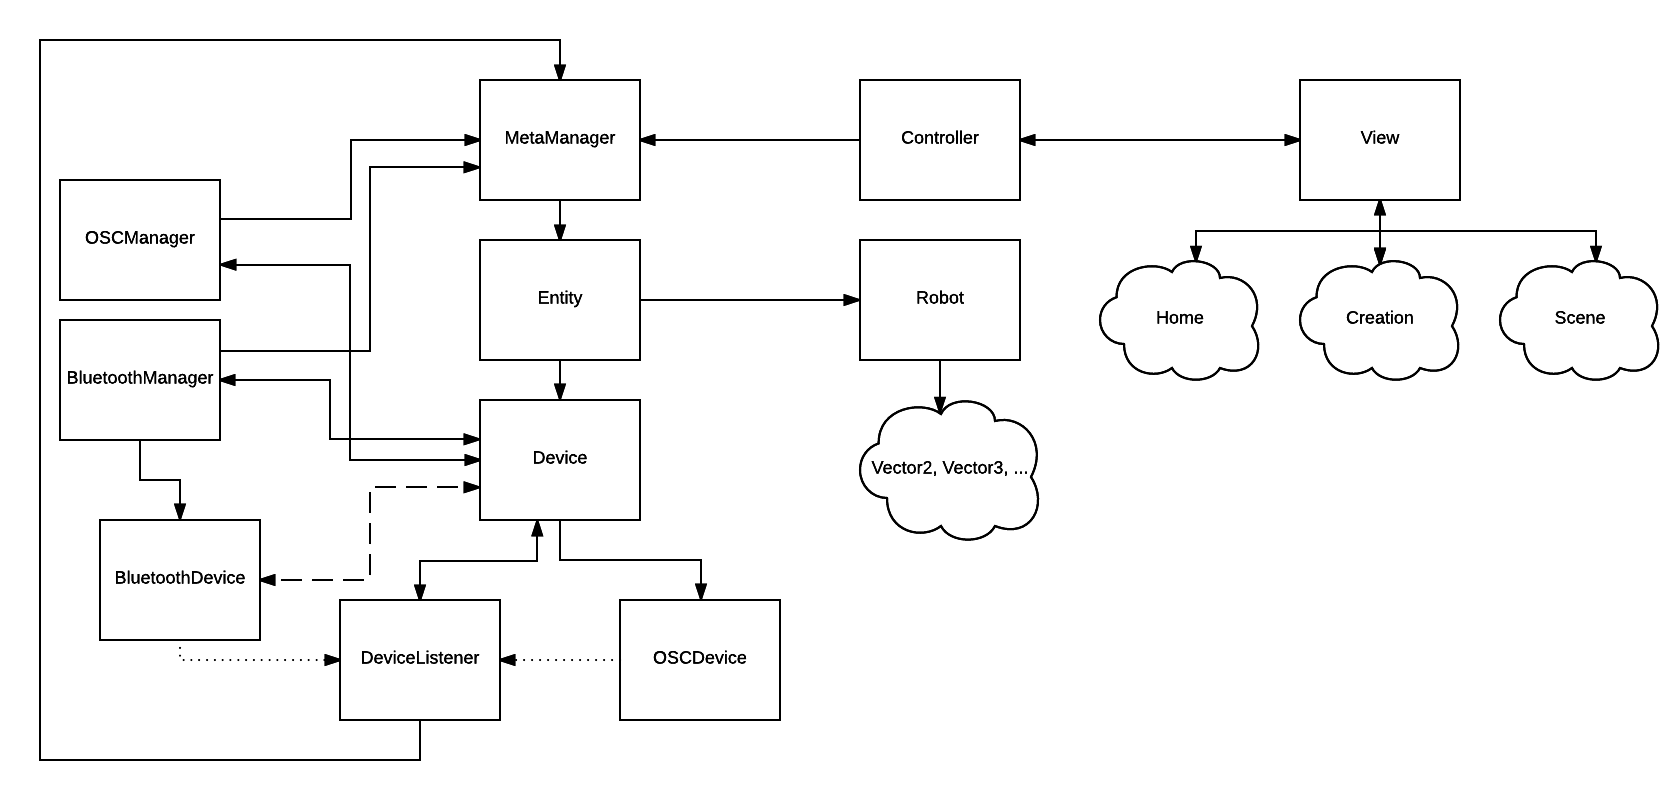 MetaManager
Controller
View
OSCManager
Entity
Robot
Home
Creation
Scene
BluetoothManager
Device
Vector2, Vector3, ...
BluetoothDevice
DeviceListener
OSCDevice